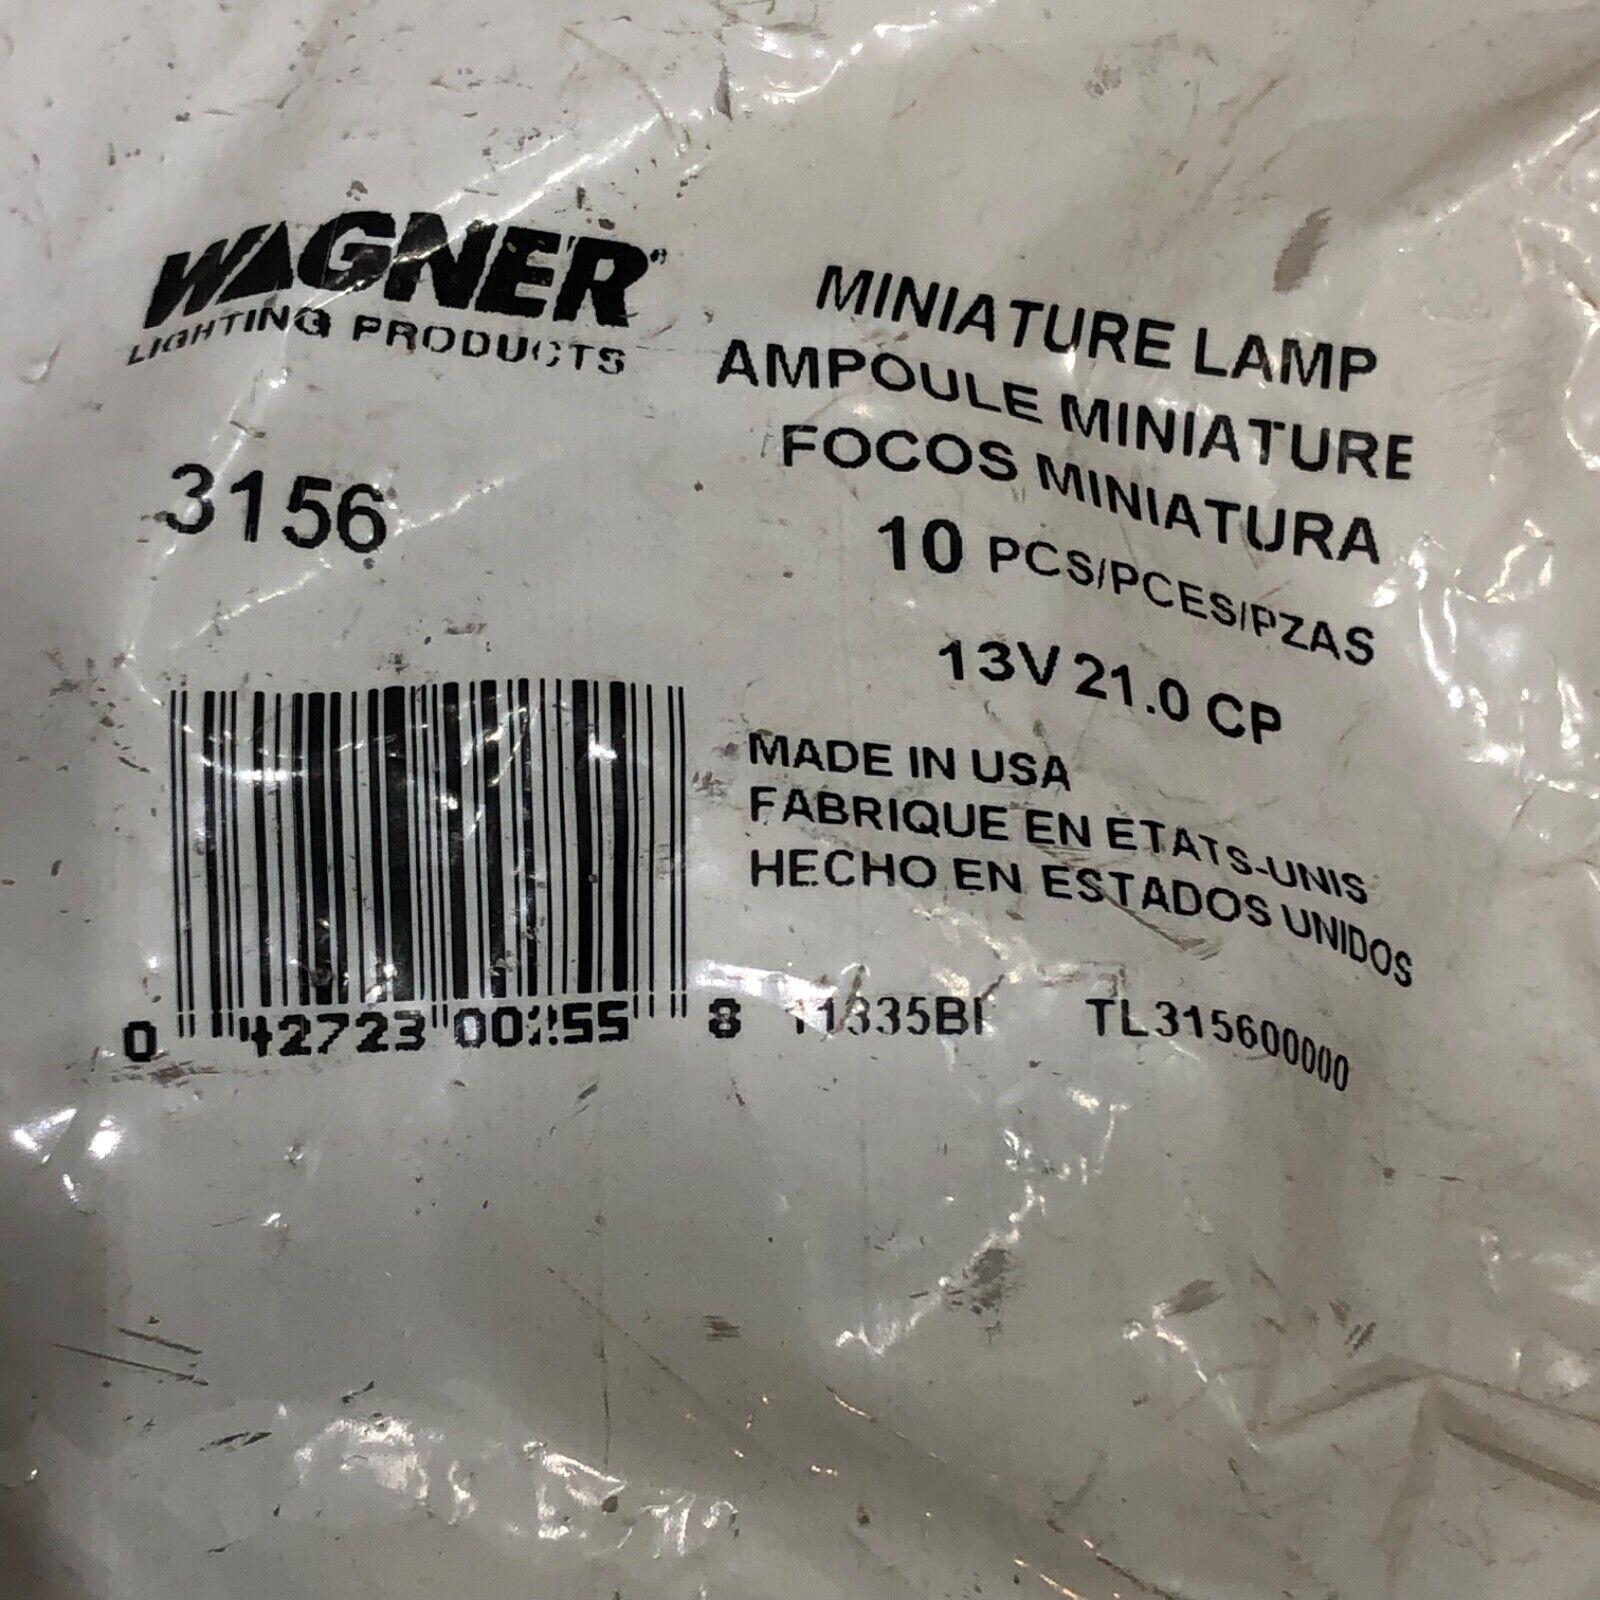 WAGNER®
LIGHTING PRODUCTS
3156
MINIATURE LAMP
AMPOULE MINIATURE
FOCOS MINIATURA
10 PCS/PCES/PZAS
13V 21.0 CP
MADE IN USA
FABRIQUE EN ETATS-UNIS
HECHO EN ESTADOS UNIDOS
0 42723 00255 8
TL315600000